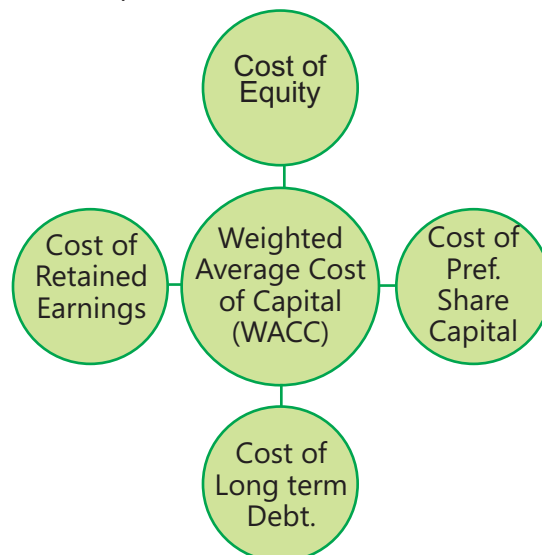 Cost of
Equity
Cost of
Retained
Earnings
Weighted
Average Cost
of Capital
(WACC)
Cost of
Pref.
Share
Capital
Cost of
Long term
Debt.